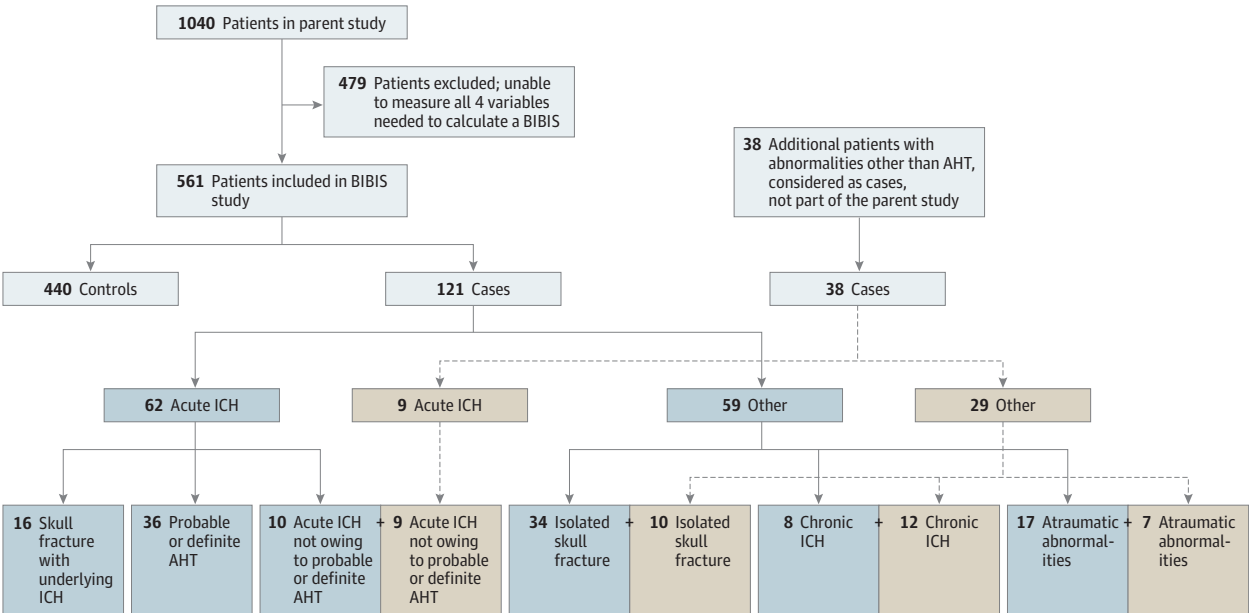 1040 Patients in parent study
479 Patients excluded; unable
to measure all 4 variables
needed to calculate a BIBIS
38 Additional patients with
abnormalities other than AHT,
considered as cases,
not part of the parent study
561 Patients included in BIBIS
study
440 Controls
121 Cases
38 Cases
62 Acute ICH
9 Acute ICH
59 Other
29 Other
16 Skull
fracture
with
underlying
ICH
36 Probable
or definite
AHT
10 Acute ICH
not owing
to probable
or definite
AHT
+
9 Acute ICH
not owing
to probable
or definite
AHT
34 Isolated
skull
fracture
+
10 Isolated
skull
fracture
8 Chronic
ICH
+
12 Chronic
ICH
17 Atraumatic
abnormal-
ities
+
7 Atraumatic
abnormal-
ities